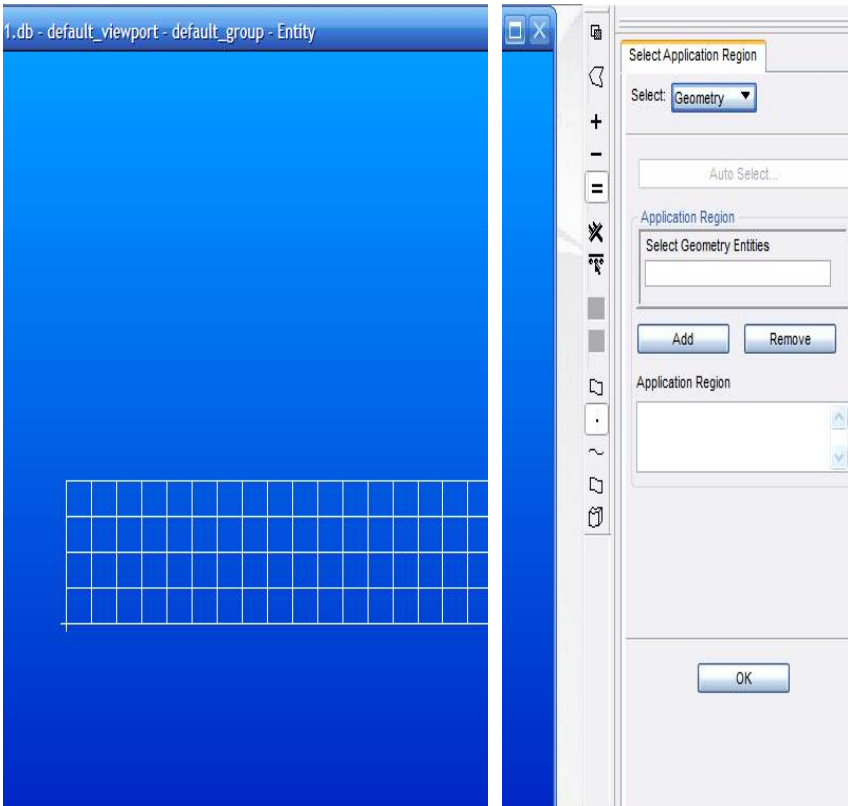 1.db - default_viewport - default_group - Entity
Select Application Region
Select: Geometry
Auto Select...
Application Region
Select Geometry Entities
Add
Remove
Application Region
OK